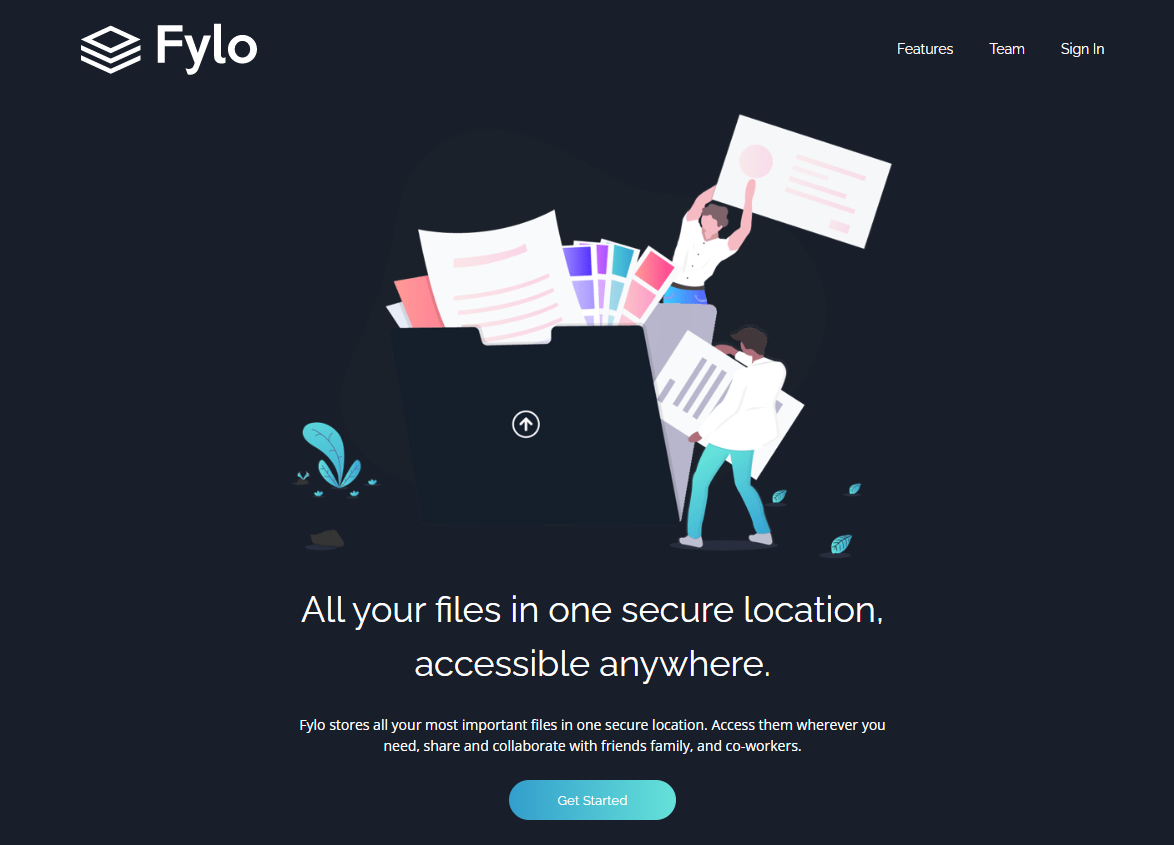 Fylo
Features
Team
Sign In
All your files in one secure location,
accessible anywhere.
Fylo stores all your most important files in one secure location. Access them wherever you
need, share and collaborate with friends family, and co-workers.
Get Started